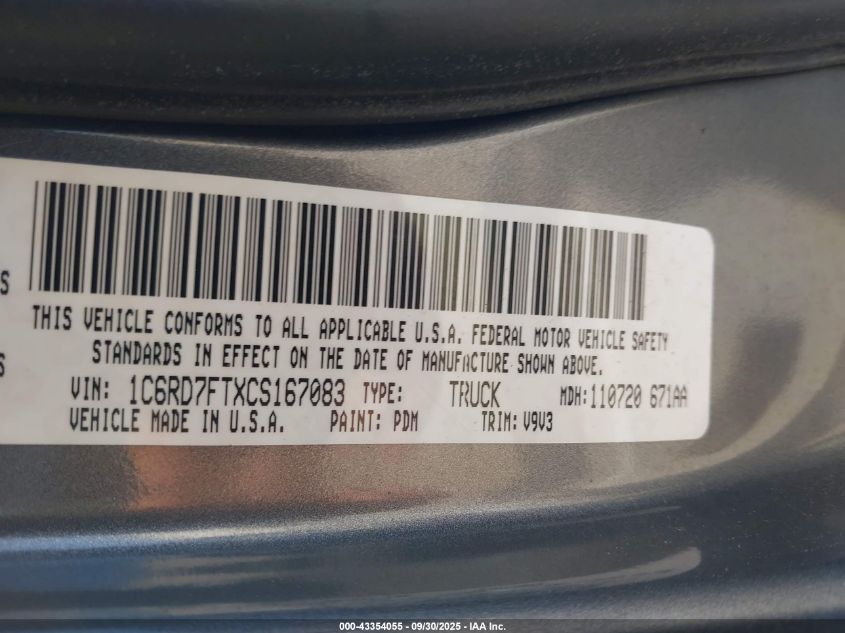 S
THIS VEHICLE CONFORMS TO ALL APPLICABLE U.S.A. FEDERAL MOTOR VEHICLE SAFETY
S
STANDARDS IN EFFECT ON THE DATE OF MANUFACTURE SHOWN ABOVE.
VIN: 1C6RD7FTXCS167083 TYPE: TRUCK MDH:110720 671AA
VEHICLE MADE IN U.S.A. PAINT: PDM TRIM: V9V3
000-43354055 - 09/30/2025 - IAA Inc.